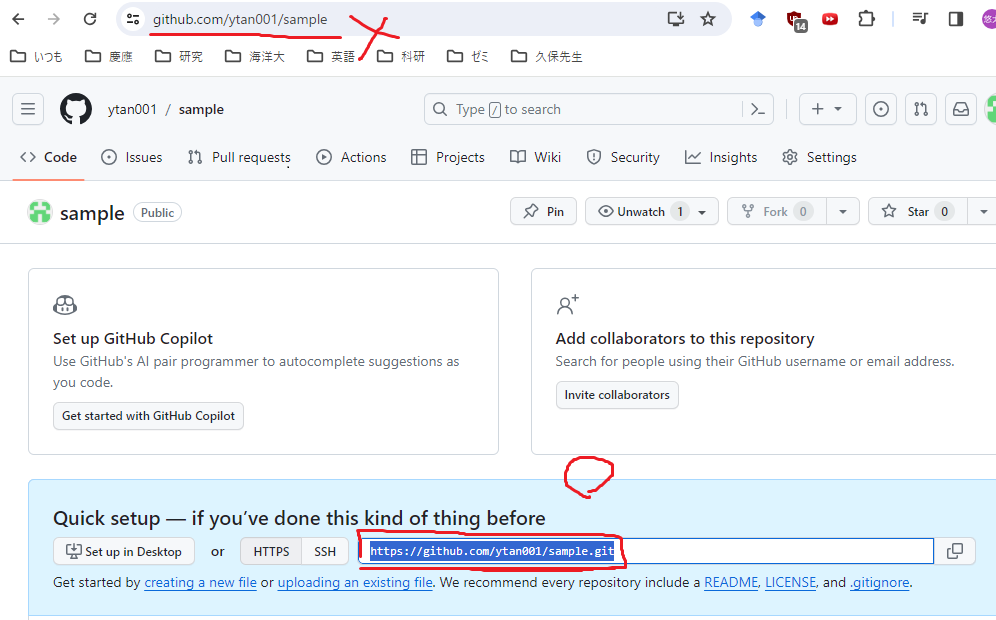 github.com/ytan001/sample
14
いつも 慶應 研究 海洋大 英語 科研 ゼミ 久保先生
ytan001 / sample
Type / to search
Code Issues Pull requests Actions Projects Wiki Security Insights Settings
sample Public
Pin Unwatch 1 Fork 0 Star 0
Set up GitHub Copilot
Use GitHub's AI pair programmer to autocomplete suggestions as
you code.
Get started with GitHub Copilot
Add collaborators to this repository
Search for people using their GitHub username or email address.
Invite collaborators
Quick setup — if you've done this kind of thing before
Set up in Desktop or HTTPS SSH https://github.com/ytan001/sample.git
Get started by creating a new file or uploading an existing file. We recommend every repository include a README, LICENSE, and .gitignore.